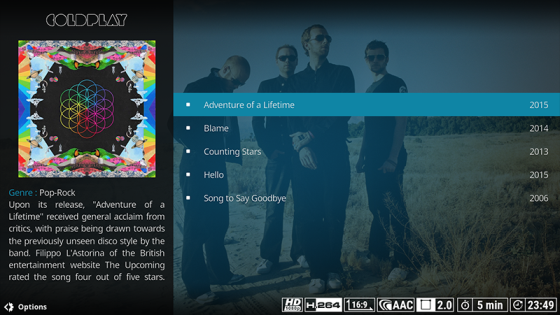 COLDPLAY
Genre : Pop-Rock
Upon its release, "Adventure of a
Lifetime" received general acclaim from
critics, with praise being drawn towards
the previously unseen disco style by the
band. Filippo L'Astorina of the British
entertainment website The Upcoming
rated the song four out of five stars.
Options
Adventure of a Lifetime 2015
Blame 2014
Counting Stars 2013
Hello 2015
Song to Say Goodbye 2006
HD H.264 16:9 AAC 2.0 5 min 23:49